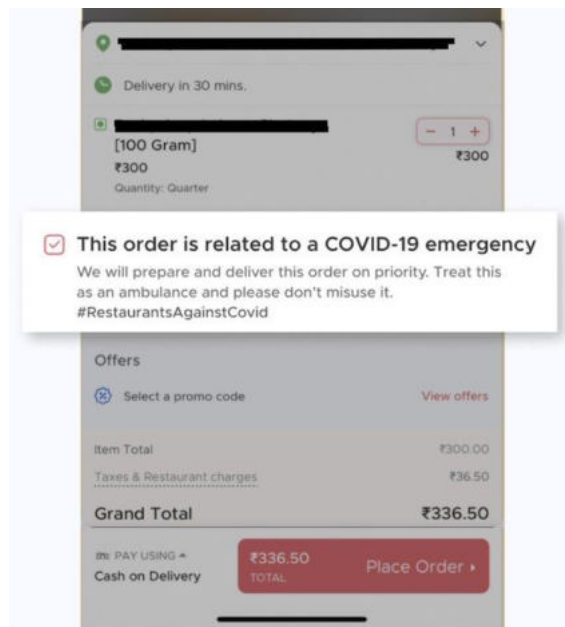 Delivery in 30 mins.
[100 Gram]
− 1 +
₹300
₹300
Quantity: Quarter
This order is related to a COVID-19 emergency
We will prepare and deliver this order on priority. Treat this
as an ambulance and please don't misuse it.
#RestaurantsAgainstCovid
Offers
Select a promo code
View offers
Item Total
₹300.00
Taxes & Restaurant charges
₹36.50
Grand Total
₹336.50
PAY USING
Cash on Delivery
₹336.50
TOTAL
Place Order